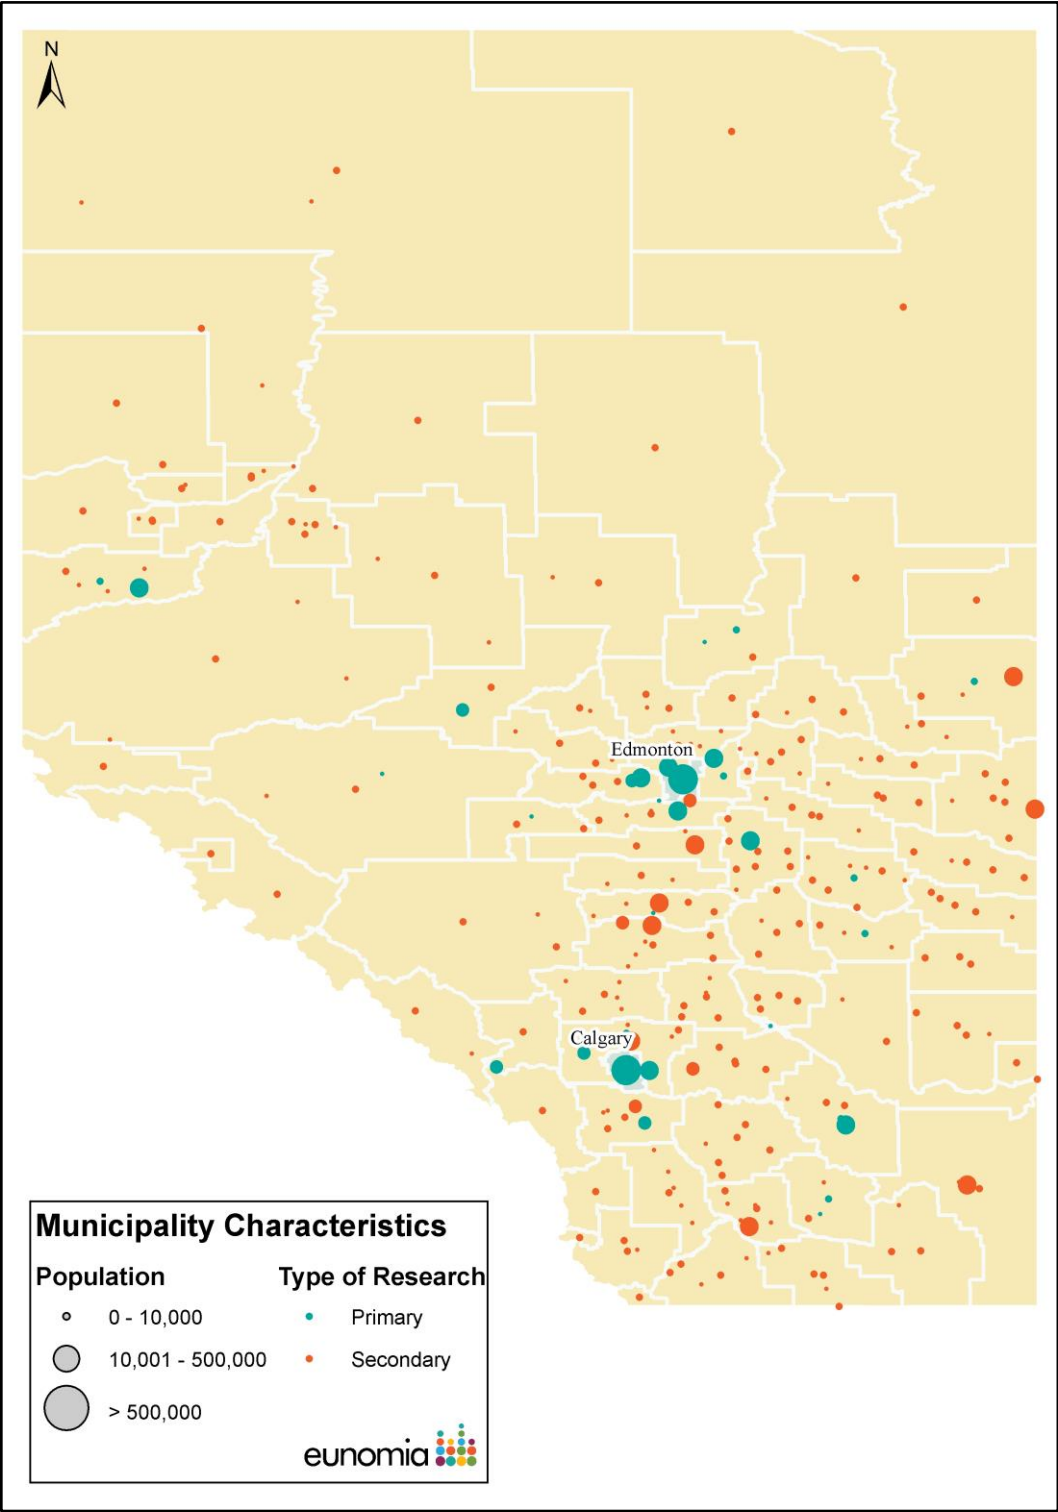 N
Edmonton
Calgary
Municipality Characteristics
Population Type of Research
0 - 10,000 Primary
10,001 - 500,000 Secondary
> 500,000
eunomia